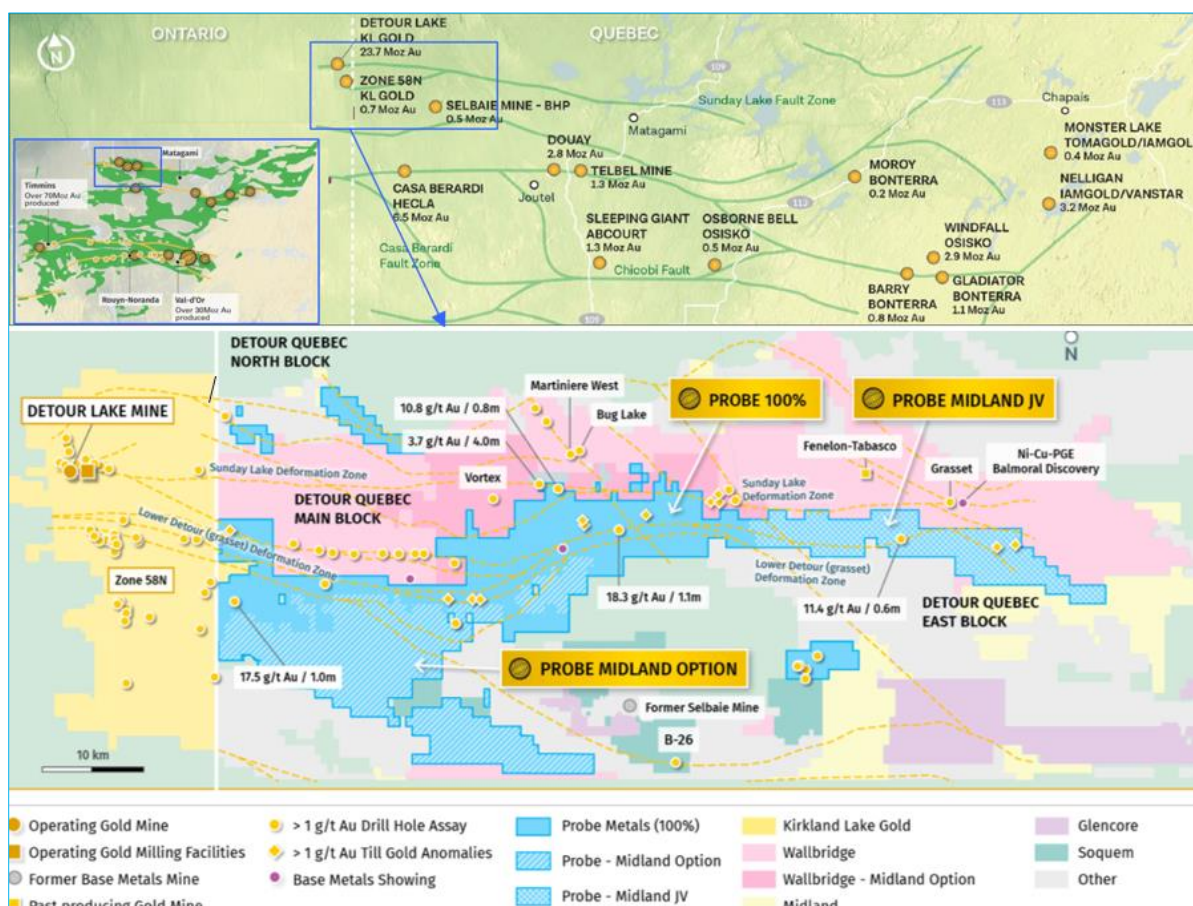 ONTARIO
QUEBEC
N
DETOUR LAKE
KL GOLD
23.7 Moz Au
ZONE 58N
KL GOLD
0.7 Moz Au
SELBAIE MINE - BHP
0.5 Moz Au
109
Sunday Lake Fault Zone
113
Chapais
Matagami
MONSTER LAKE
TOMAGOLD/IAMGOL
0.4 Moz Au
DOUAY
2.8 Moz Au
TELBEL MINE
1.3 Moz Au
MOROY
BONTERRA
0.2 Moz Au
NELLIGAN
IAMGOLD/VANSTAR
3.2 Moz Au
CASA BERARDI
HECLA
6.5 Moz Au
Joutel
113
SLEEPING GIANT
ABCOURT
1.3 Moz Au
OSBORNE BELL
OSISKO
0.5 Moz Au
WINDFALL
OSISKO
2.9 Moz Au
Casa Berardi
Fault Zone
Chicobi Fault
BARRY
BONTERRA
0.8 Moz Au
GLADIATOR
BONTERRA
1.1 Moz Au
109
Matagami
Timmins
Over 70Moz Au
produced
Rouyn-Noranda
Val-d'Or
Over 30Moz Au
produced
DETOUR QUEBEC
NORTH BLOCK
N
DETOUR LAKE MINE
10.8 g/t Au / 0.8m
3.7 g/t Au / 4.0m
Martiniere West
Bug Lake
PROBE 100%
PROBE MIDLAND JV
Fenelon-Tabasco
Ni-Cu-PGE
Balmoral Discovery
Grasset
Sunday Lake Deformation Zone
Vortex
Sunday Lake
Deformation Zone
DETOUR QUEBEC
MAIN BLOCK
Lower Detour (grasset) Deformation Zone
Zone 58N
Lower Detour (grasset)
Deformation Zone
18.3 g/t Au / 1.1m
11.4 g/t Au / 0.6m
DETOUR QUEBEC
EAST BLOCK
17.5 g/t Au / 1.0m
PROBE MIDLAND OPTION
Former Selbaie Mine
B-26
10 km
Operating Gold Mine
Operating Gold Milling Facilities
Former Base Metals Mine
Past producing Gold Mine
> 1 g/t Au Drill Hole Assay
> 1 g/t Au Till Gold Anomalies
Base Metals Showing
Probe Metals (100%)
Probe - Midland Option
Probe - Midland JV
Kirkland Lake Gold
Wallbridge
Wallbridge - Midland Option
Midland
Glencore
Soquem
Other